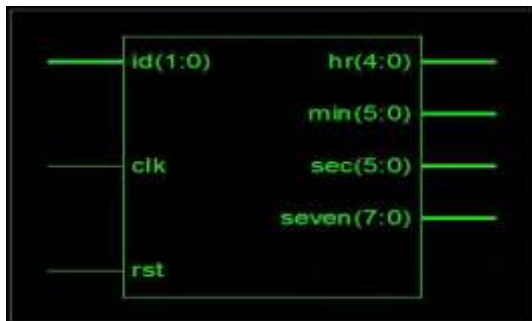 id(1:0) hr(4:0)
min(5:0)
clk sec(5:0)
seven(7:0)
rst